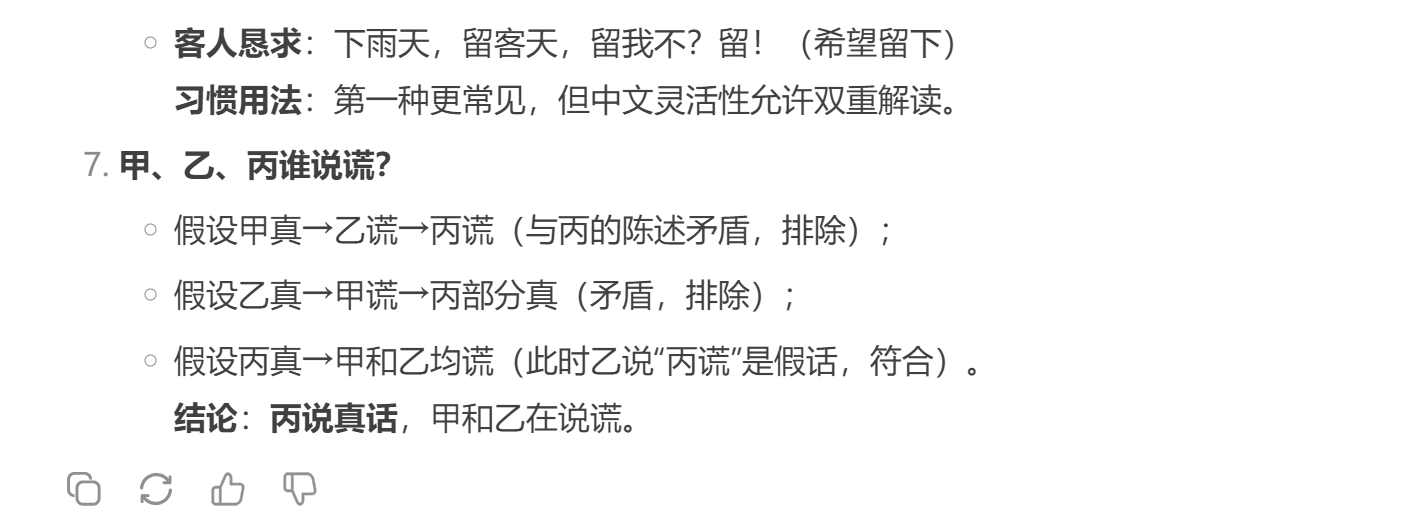 客人恳求：下雨天，留客天，留我不？留！（希望留下）
习惯用法：第一种更常见，但中文灵活性允许双重解读。
7. 甲、乙、丙谁说谎？
假设甲真→乙谎→丙谎（与丙的陈述矛盾，排除）；
假设乙真→甲谎→丙部分真（矛盾，排除）；
假设丙真→甲和乙均谎（此时乙说“丙谎”是假话，符合）。
结论：丙说真话，甲和乙在说谎。